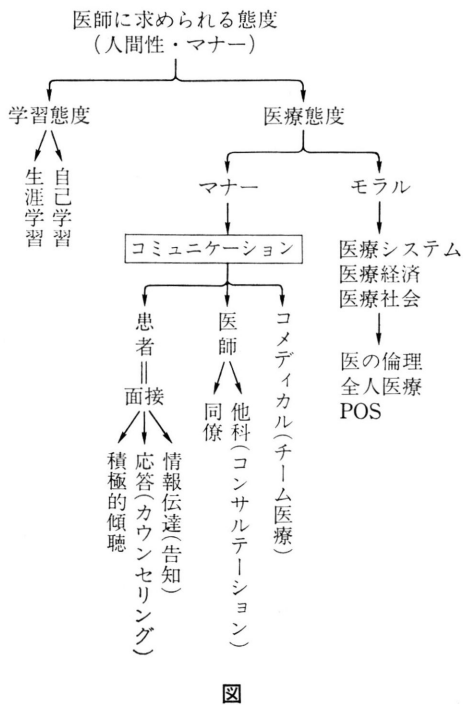 医師に求められる態度
(人間性・マナー)
学習態度
医療態度
自己学習
生涯学習
マナー
モラル
コミュニケーション
医療システム
医療経済
医療社会
医の倫理
全人医療
POS
コメディカル(チーム医療)
医師
患者
面接
他科(コンサルテーション)
同僚
情報伝達(告知)
応答(カウンセリング)
積極的傾聴
図